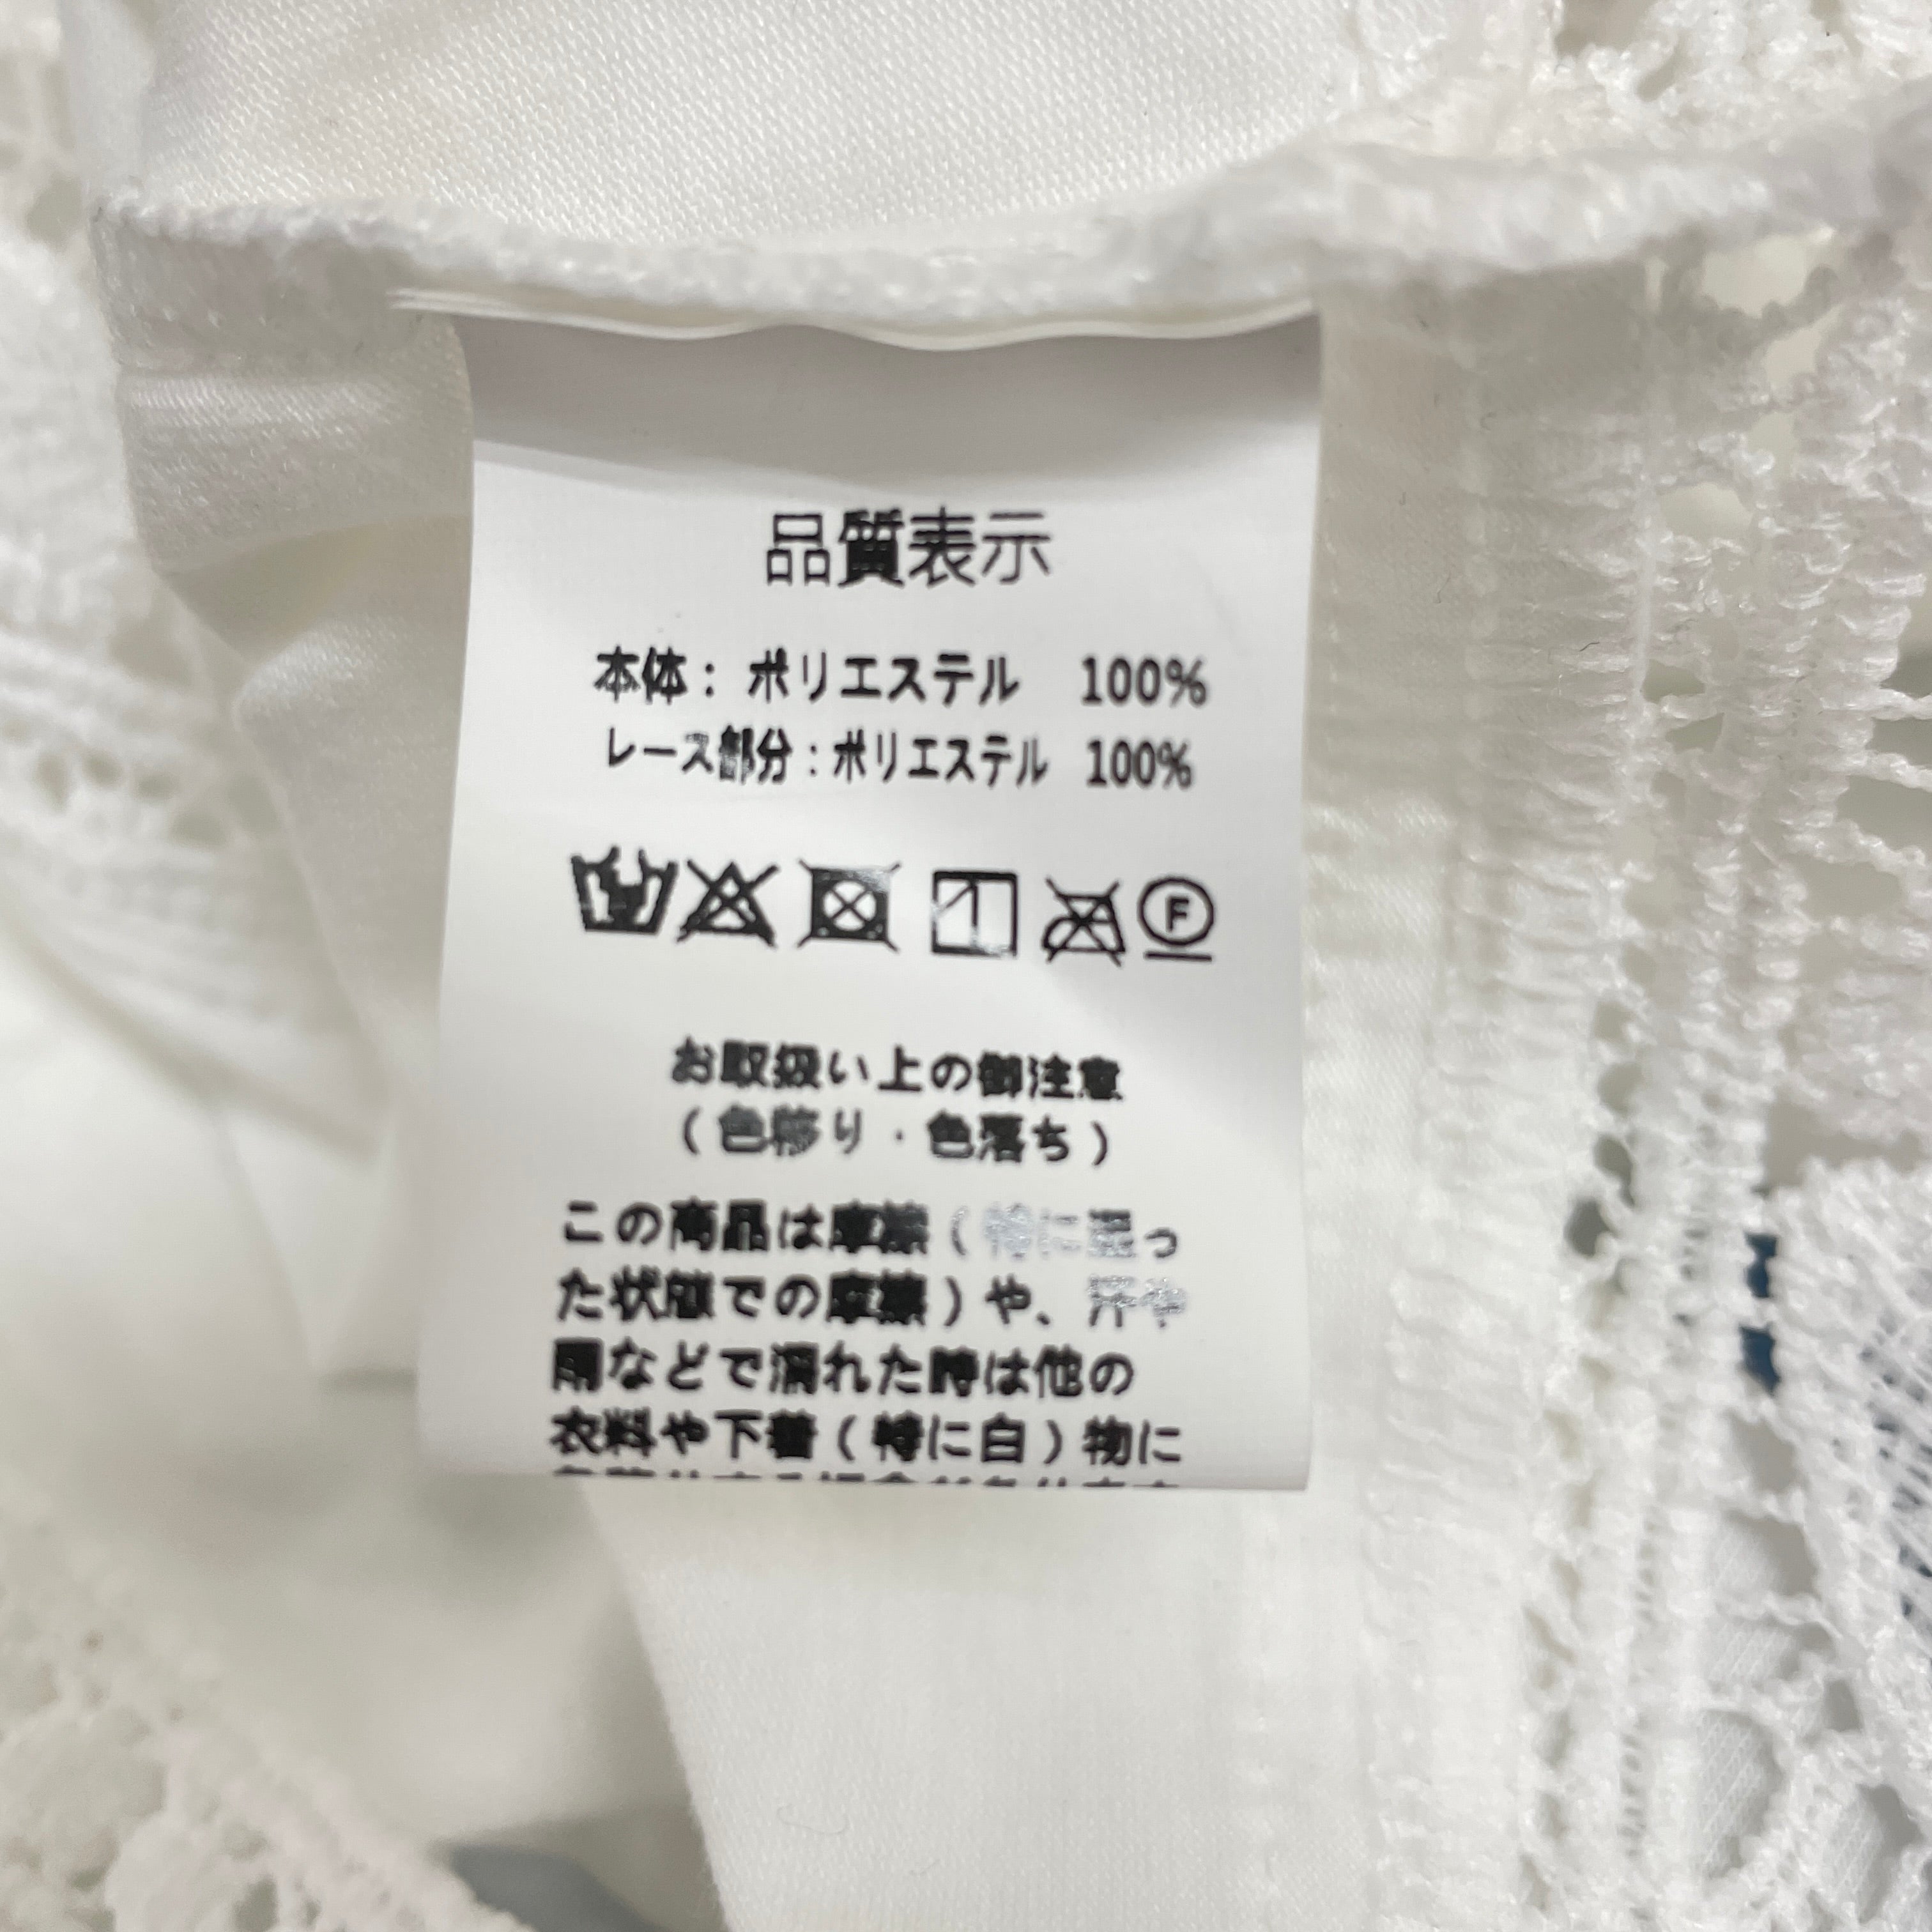 品質表示
本体：ポリエステル 100%
レース部分：ポリエステル 100%
F
お取扱い上の御注意
（色移り・色落ち）
この商品は摩擦（特に湿っ
た状態での摩擦）や、汗や
雨などで濡れた時は他の
衣料や下着（特に白）物に